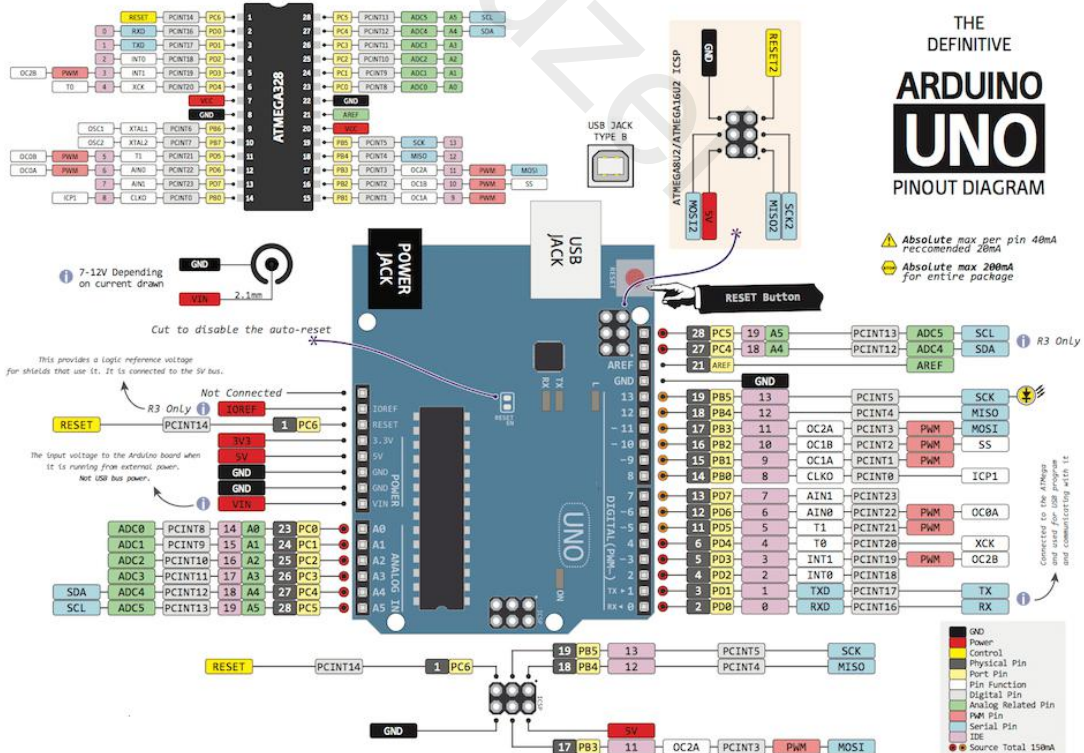 THE
DEFINITIVE
ARDUINO
UNO
PINOUT DIAGRAM
Absolute max per pin 40mA
reccomended 20mA
Absolute max 200mA
for entire package
ATMEGA328
RESET PCINT14 PC6 1
0 RXD PCINT16 PD0 2
1 TXD PCINT17 PD1 3
2 INT0 PCINT18 PD2 4
OC2B PWM 3 INT1 PCINT19 PD3 5
T0 4 XCK PCINT20 PD4 6
VCC 7
GND 8
OSC1 XTAL1 PCINT6 PB6 9
OSC2 XTAL2 PCINT7 PB7 10
OC0B PWM 5 T1 PCINT21 PD5 11
OC0A PWM 6 AIN0 PCINT22 PD6 12
7 AIN1 PCINT23 PD7 13
ICP1 8 CLKO PCINT0 PB0 14
28 PC5 PCINT13 ADC5 A5 SCL
27 PC4 PCINT12 ADC4 A4 SDA
26 PC3 PCINT11 ADC3 A3
25 PC2 PCINT10 ADC2 A2
24 PC1 PCINT9 ADC1 A1
23 PC0 PCINT8 ADC0 A0
22 GND
21 AREF
20 VCC
19 PB5 PCINT5 SCK 13
18 PB4 PCINT4 MISO 12
17 PB3 PCINT3 OC2A 11 PWM MOSI
16 PB2 PCINT2 OC1B 10 PWM SS
15 PB1 PCINT1 OC1A 9 PWM
USB JACK
TYPE B
ATMEGA8U2/ATMEGA16U2 ICSP
GND
RESET2
MOSI2
5V
MISO2
SCK2
7-12V Depending
on current drawn
GND
VIN
2.1mm
POWER
JACK
USB
JACK
RESET
RESET Button
Cut to disable the auto-reset
This provides a logic reference voltage
for shields that use it. It is connected to the 5V bus.
Not Connected
R3 Only IOREF
RESET PCINT14 1 PC6
3V3
5V
GND
GND
VIN
The input voltage to the Arduino board when
it is running from external power.
Not USB bus power.
IOREF
RESET
3.3V
5V
GND
GND
VIN
POWER
A0
A1
A2
A3
A4
A5
ANALOG IN
ADC0 PCINT8 14 A0 23 PC0
ADC1 PCINT9 15 A1 24 PC1
ADC2 PCINT10 16 A2 25 PC2
ADC3 PCINT11 17 A3 26 PC3
SDA ADC4 PCINT12 18 A4 27 PC4
SCL ADC5 PCINT13 19 A5 28 PC5
RX
TX
L
RESET
EN
UNO
ON
ICSP
AREF
GND
13
12
~11
~10
~9
8
7
~6
~5
4
~3
2
TX ▸ 1
RX ◂ 0
DIGITAL(PWM~)
28 PC5 19 A5 PCINT13 ADC5 SCL
27 PC4 18 A4 PCINT12 ADC4 SDA
R3 Only
21 AREF AREF
GND
19 PB5 13 PCINT5 SCK
18 PB4 12 PCINT4 MISO
17 PB3 11 OC2A PCINT3 PWM MOSI
16 PB2 10 OC1B PCINT2 PWM SS
15 PB1 9 OC1A PCINT1 PWM
14 PB0 8 CLKO PCINT0 ICP1
13 PD7 7 AIN1 PCINT23
12 PD6 6 AIN0 PCINT22 PWM OC0A
11 PD5 5 T1 PCINT21 PWM
6 PD4 4 T0 PCINT20 XCK
5 PD3 3 INT1 PCINT19 PWM OC2B
4 PD2 2 INT0 PCINT18
3 PD1 1 TXD PCINT17 TX
2 PD0 0 RXD PCINT16 RX
Connected to the ATMega
and used for USB program
and communicating with it
RESET PCINT14 1 PC6
GND
ICSP
19 PB5 13 PCINT5 SCK
18 PB4 12 PCINT4 MISO
5V
17 PB3 11 OC2A PCINT3 PWM MOSI
GND
Power
Control
Physical Pin
Port Pin
Pin Function
Digital Pin
Analog Related Pin
PWM Pin
Serial Pin
IDE
Source Total 150mA